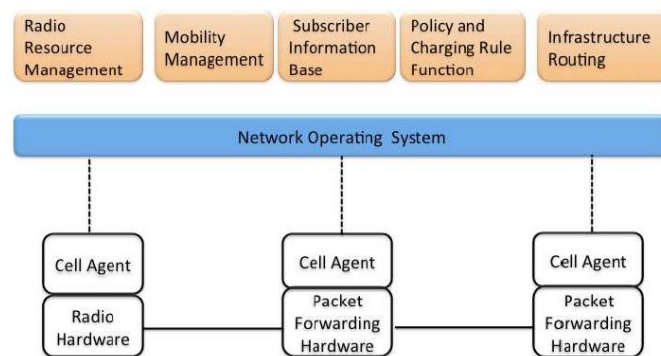 Radio
Resource
Management
Mobility
Management
Subscriber
Information
Base
Policy and
Charging Rule
Function
Infrastructure
Routing
Network Operating System
Cell Agent
Cell Agent
Cell Agent
Radio
Hardware
Packet
Forwarding
Hardware
Packet
Forwarding
Hardware